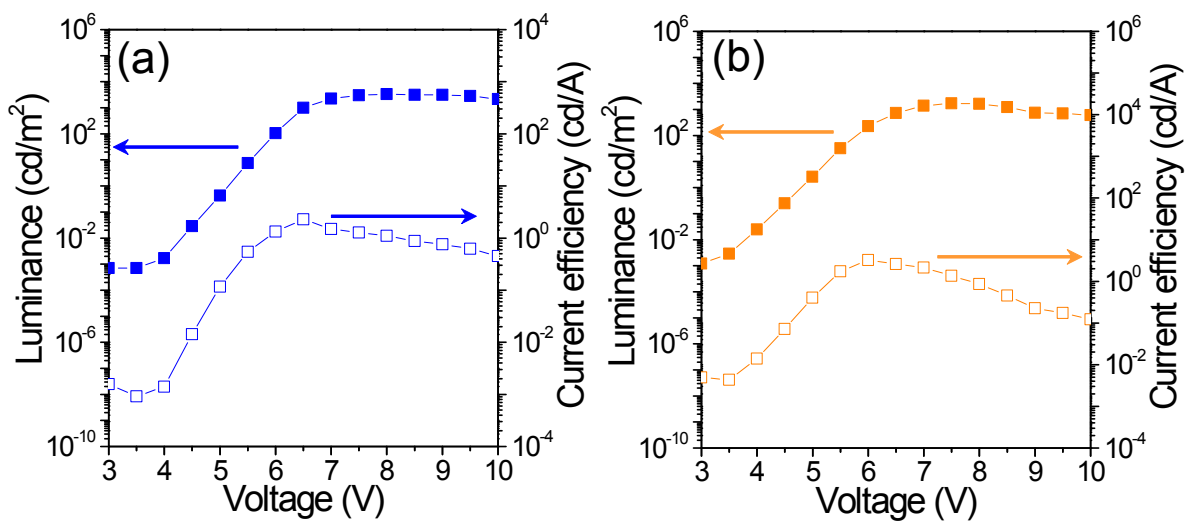 (a)
10^6
10^2
10^-2
10^-6
10^-10
Luminance (cd/m^2)
10^4
10^2
10^0
10^-2
10^-4
Current efficiency (cd/A)
3 4 5 6 7 8 9 10
Voltage (V)
(b)
10^6
10^2
10^-2
10^-6
10^-10
Luminance (cd/m^2)
10^6
10^4
10^2
10^0
10^-2
10^-4
Current efficiency (cd/A)
3 4 5 6 7 8 9 10
Voltage (V)